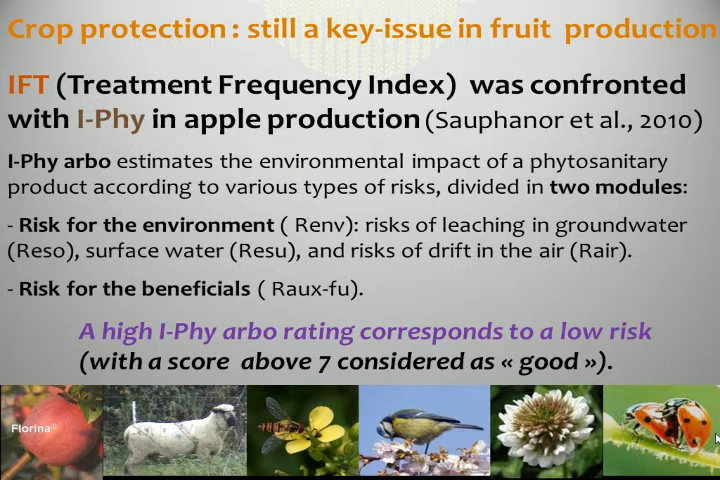 Crop protection : still a key-issue in fruit production
IFT (Treatment Frequency Index) was confronted
with I-Phy in apple production (Sauphanor et al., 2010)
I-Phy arbo estimates the environmental impact of a phytosanitary
product according to various types of risks, divided in two modules:
- Risk for the environment ( Renv): risks of leaching in groundwater
(Reso), surface water (Resu), and risks of drift in the air (Rair).
- Risk for the beneficials ( Raux-fu).
A high I-Phy arbo rating corresponds to a low risk
(with a score above 7 considered as « good »).
Florina